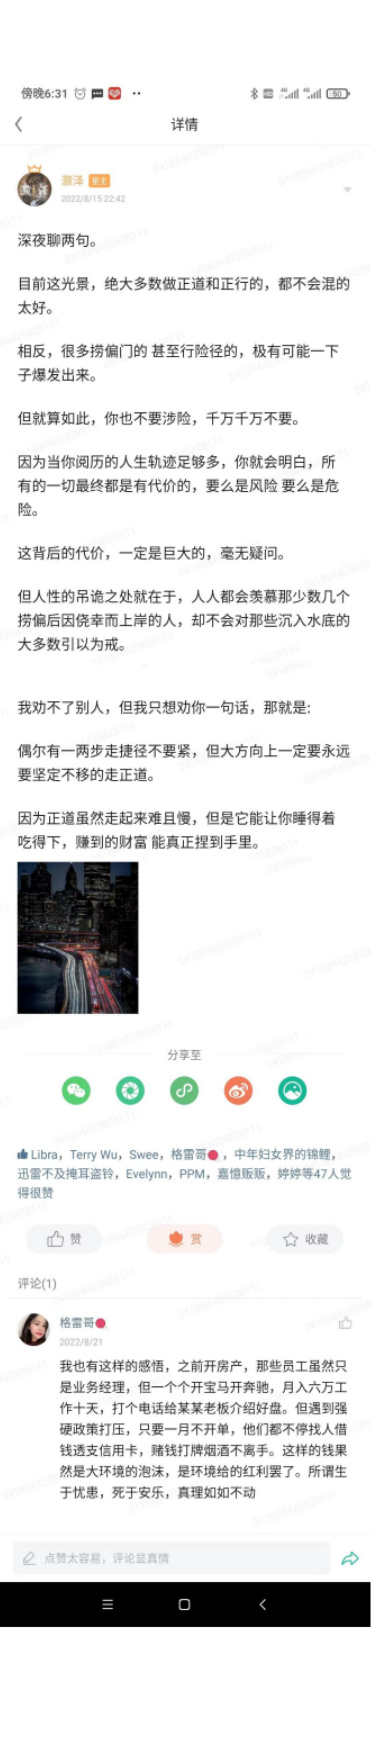 傍晚6:31
50
详情
灏泽 星主
2022/8/15 22:42
深夜聊两句。
目前这光景，绝大多数做正道和正行的，都不会混的
太好。
相反，很多捞偏门的 甚至行险径的，极有可能一下
子爆发出来。
但就算如此，你也不要涉险，千万千万不要。
因为当你阅历的人生轨迹足够多，你就会明白，所
有的一切最终都是有代价的，要么是风险 要么是危
险。
这背后的代价，一定是巨大的，毫无疑问。
但人性的吊诡之处就在于，人人都会羡慕那少数几个
捞偏后因侥幸而上岸的人，却不会对那些沉入水底的
大多数引以为戒。
我劝不了别人，但我只想劝你一句话，那就是:
偶尔有一两步走捷径不要紧，但大方向上一定要永远
要坚定不移的走正道。
因为正道虽然走起来难且慢，但是它能让你睡得着
吃得下，赚到的财富 能真正捏到手里。
分享至
Libra，Terry Wu，Swee，格雷哥，中年妇女界的锦鲤，
迅雷不及掩耳盗铃，Evelynn，PPM，嘉憶贩贩，婷婷等47人觉
得很赞
赞
赏
收藏
评论(1)
格雷哥
2022/8/21
我也有这样的感悟，之前开房产，那些员工虽然只
是业务经理，但一个个开宝马开奔驰，月入六万工
作十天，打个电话给某某老板介绍好盘。但遇到强
硬政策打压，只要一月不开单，他们都不停找人借
钱透支信用卡，赌钱打牌烟酒不离手。这样的钱果
然是大环境的泡沫，是环境给的红利罢了。所谓生
于忧患，死于安乐，真理如如不动
点赞太容易，评论显真情